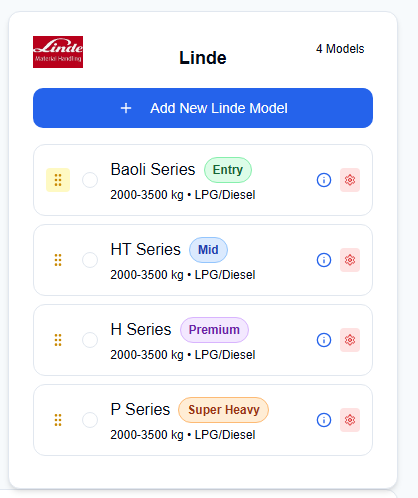 Linde
Material Handling
Linde
4 Models
+ Add New Linde Model
Baoli Series Entry
2000-3500 kg • LPG/Diesel
HT Series Mid
2000-3500 kg • LPG/Diesel
H Series Premium
2000-3500 kg • LPG/Diesel
P Series Super Heavy
2000-3500 kg • LPG/Diesel